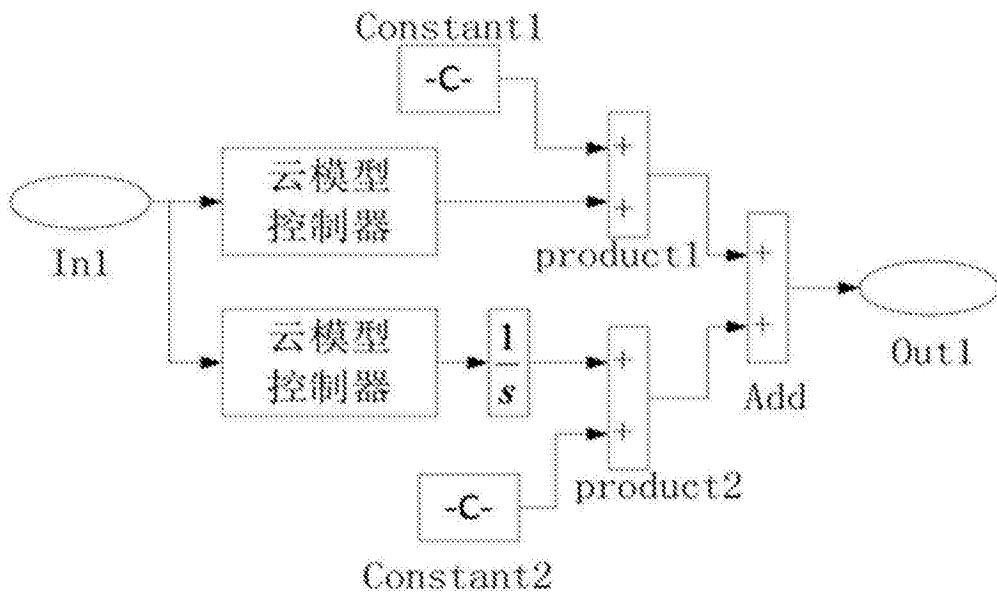 Constant1
-C-
云模型
控制器
+
+
In1
product1
+
+
云模型
控制器
1
s
+
+
Out1
Add
product2
-C-
Constant2